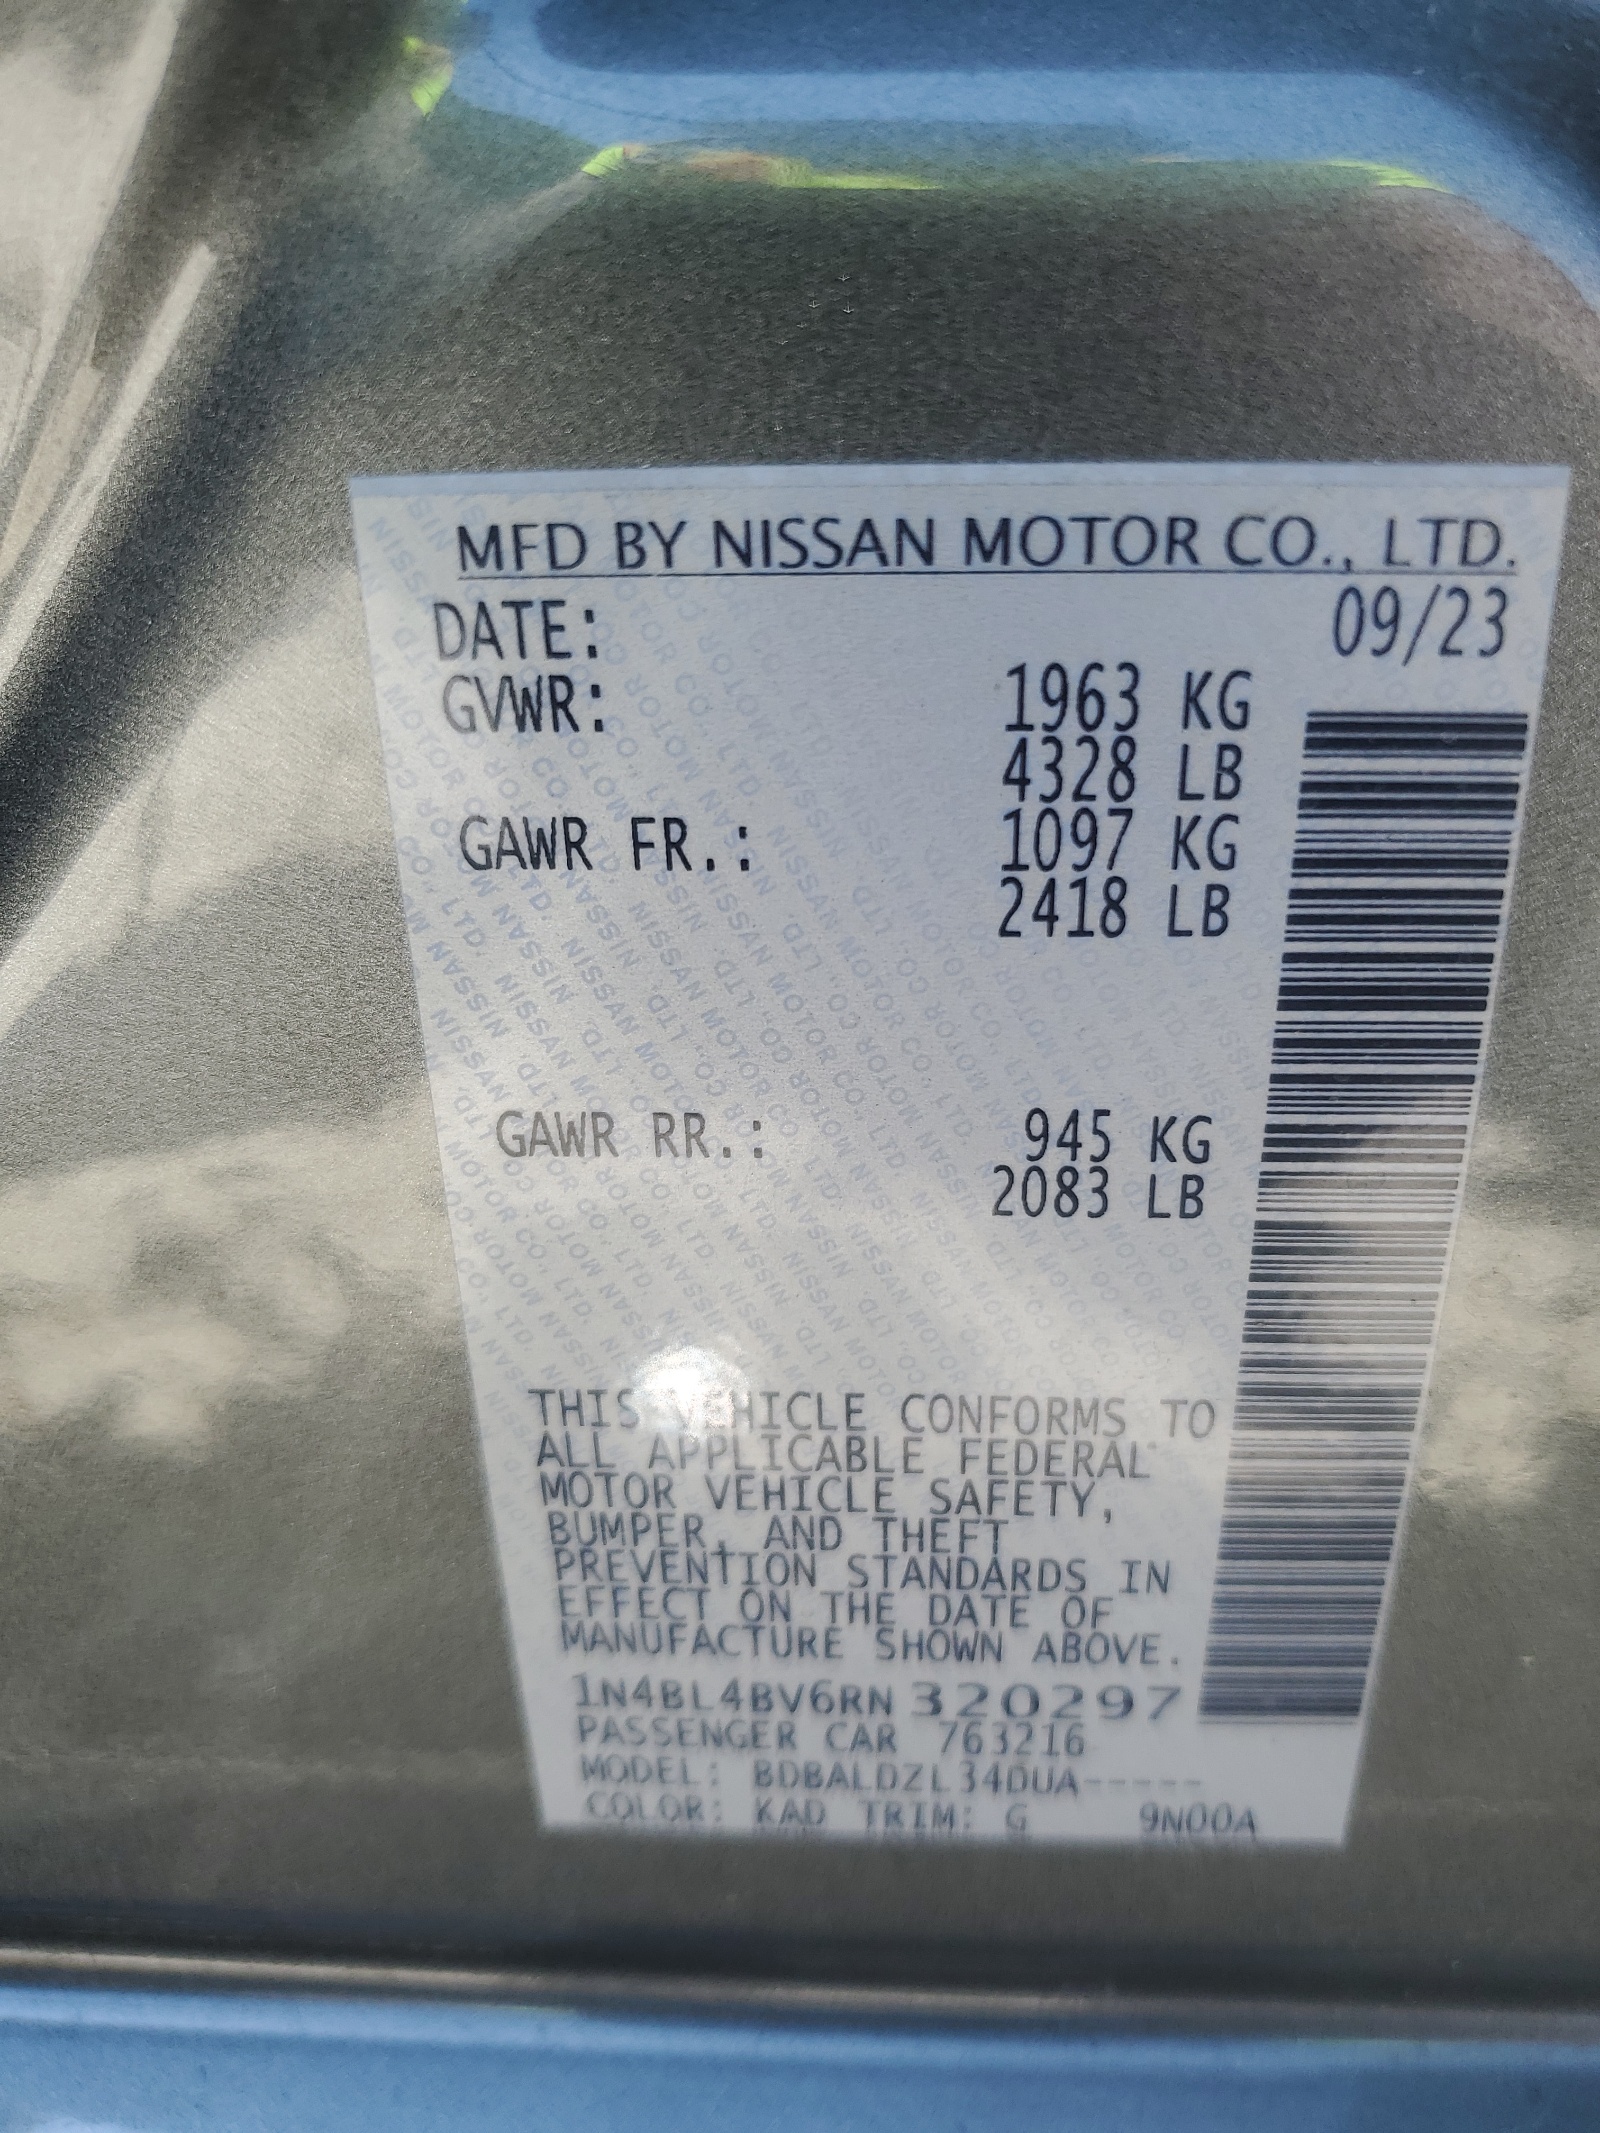 MFD BY NISSAN MOTOR CO., LTD.
DATE: 09/23
GVWR: 1963 KG
4328 LB
GAWR FR.: 1097 KG
2418 LB
GAWR RR.: 945 KG
2083 LB
THIS VEHICLE CONFORMS TO
ALL APPLICABLE FEDERAL
MOTOR VEHICLE SAFETY,
BUMPER, AND THEFT
PREVENTION STANDARDS IN
EFFECT ON THE DATE OF
MANUFACTURE SHOWN ABOVE.
1N4BL4BV6RN320297
PASSENGER CAR 763216
MODEL: BDBALDZL34DUA-----
COLOR: KAD TRIM: G 9N00A